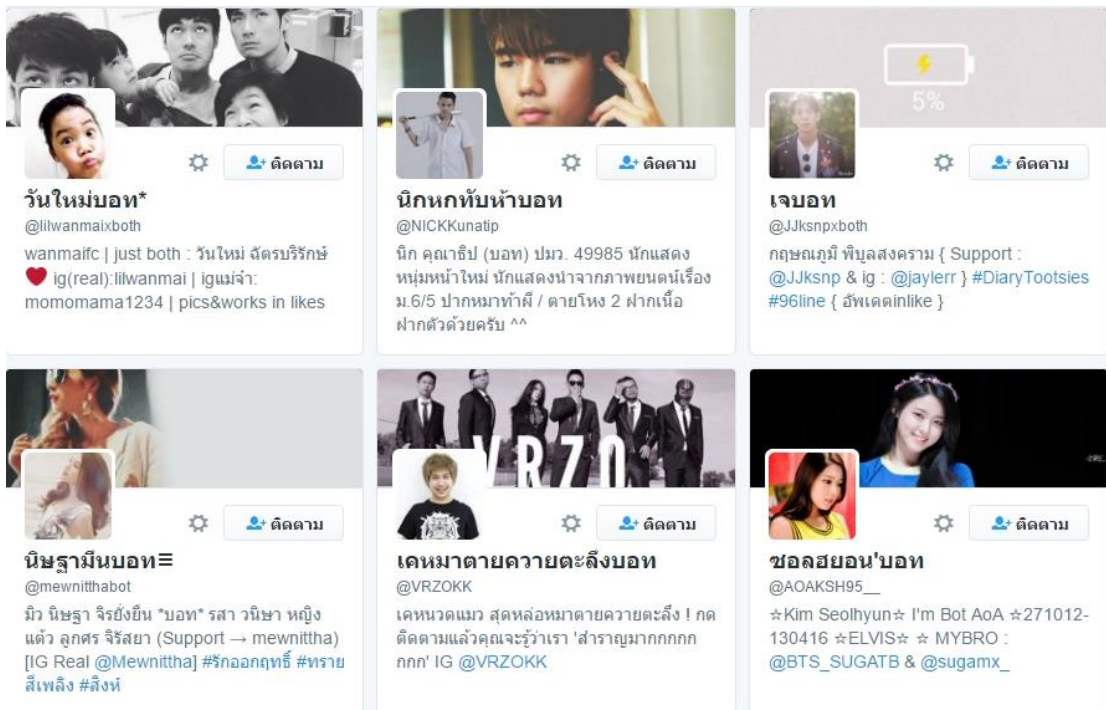 ติดตาม
วันใหม่บอท*
@lilwanmaixboth
wanmaifc | just both : วันใหม่ ฉัตรบริรักษ์
❤ ig(real):lilwanmai | igแม่จ๋า:
momomama1234 | pics&works in likes
ติดตาม
นิกหกทับห้าบอท
@NICKKunatip
นิก คุณาธิป (บอท) ปมว. 49985 นักแสดง
หนุ่มหน้าใหม่ นักแสดงนำจากภาพยนตน์เรื่อง
ม.6/5 ปากหมาท้าผี / ตายโหง 2 ฝากเนื้อ
ฝากตัวด้วยครับ ^^
5%
ติดตาม
เจบอท
@JJksnpxboth
กฤษณภูมิ พิบูลสงคราม { Support :
@JJksnp & ig : @jaylerr } #DiaryTootsies
#96line { อัพเดตinlike }
ติดตาม
นิษฐามึนบอท≡
@mewnitthabot
มิว นิษฐา จิรยั่งยืน *บอท* รสา วนิษา หญิง
แต้ว ลูกศร จิรัสยา (Support → mewnittha)
[IG Real @Mewnittha] #รักออกฤทธิ์ #ทราย
สีเพลิง #สิงห์
VRZO
ติดตาม
เคหมาตายควายตะลึงบอท
@VRZOKK
เคหนวดแมว สุดหล่อหมาตายควายตะลึง ! กด
ติดตามแล้วคุณจะรู้ว่าเรา 'สำราญมากกกกก
กกก' IG @VRZOKK
ติดตาม
ซอลฮยอน'บอท
@AOAKSH95__
☆Kim Seolhyun☆ I'm Bot AoA ☆271012-
130416 ☆ELVIS☆ ☆ MYBRO :
@BTS_SUGATB & @sugamx_